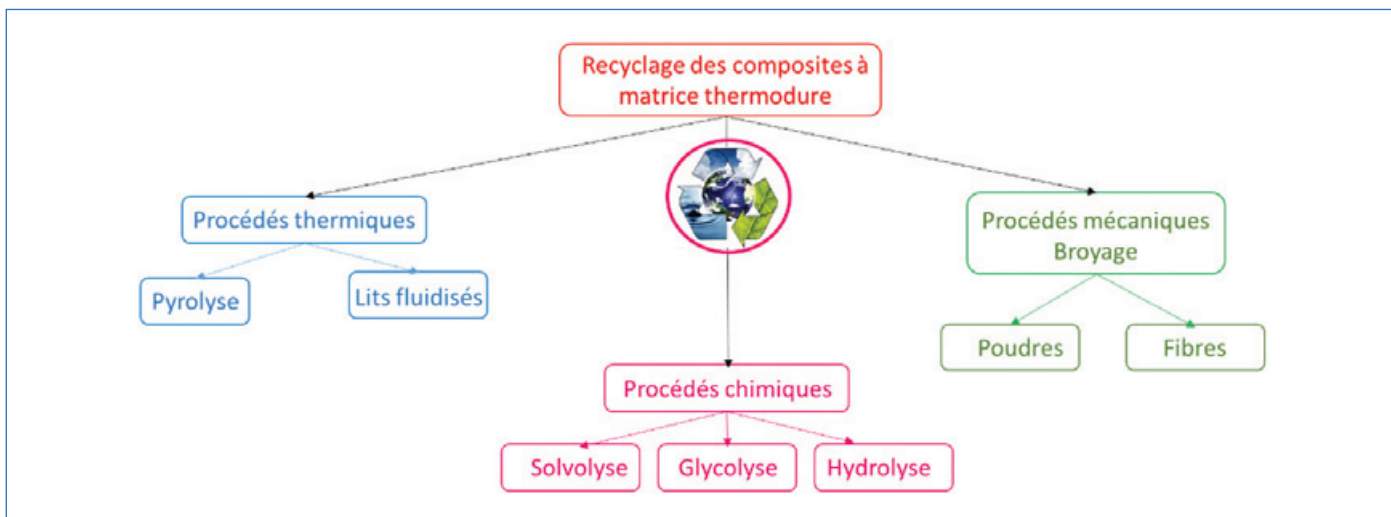 Recyclage des composites à
matrice thermodure
Procédés thermiques
Pyrolyse
Lits fluidisés
Procédés chimiques
Solvolyse
Glycolyse
Hydrolyse
Procédés mécaniques
Broyage
Poudres
Fibres